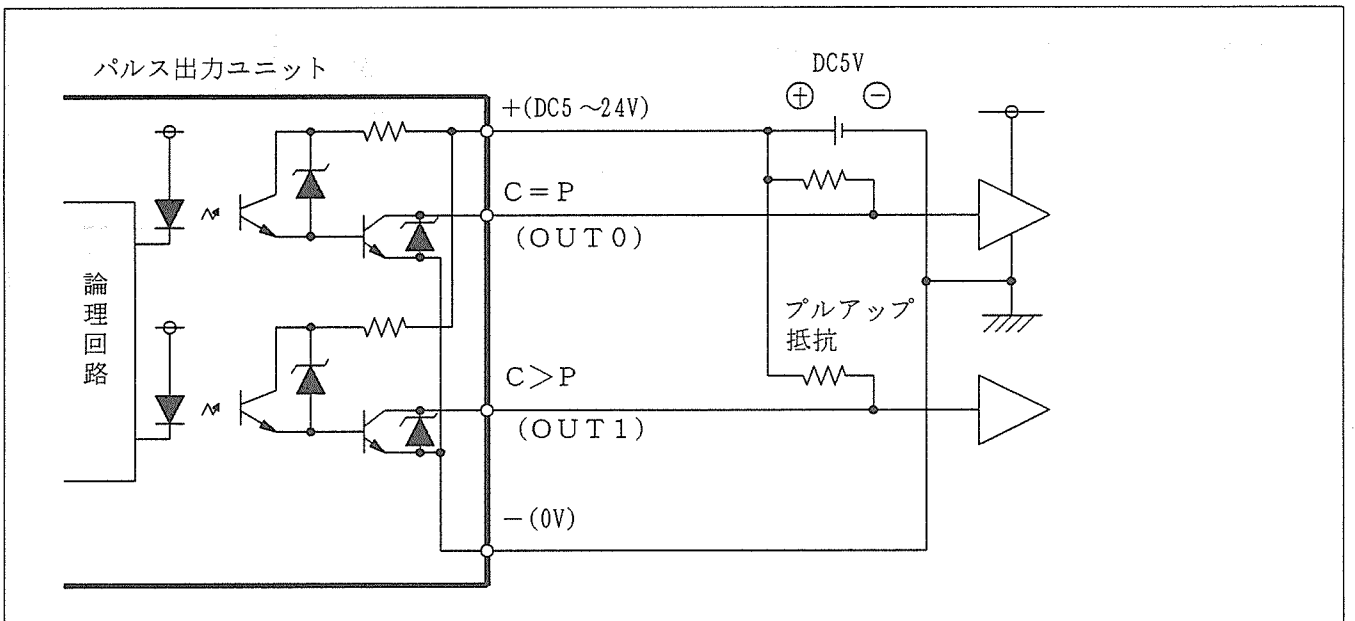 パルス出力ユニット
DC5V
⊕ ⊖
+(DC5~24V)
C=P
(OUT0)
論理回路
プルアップ
抵抗
C>P
(OUT1)
-(0V)